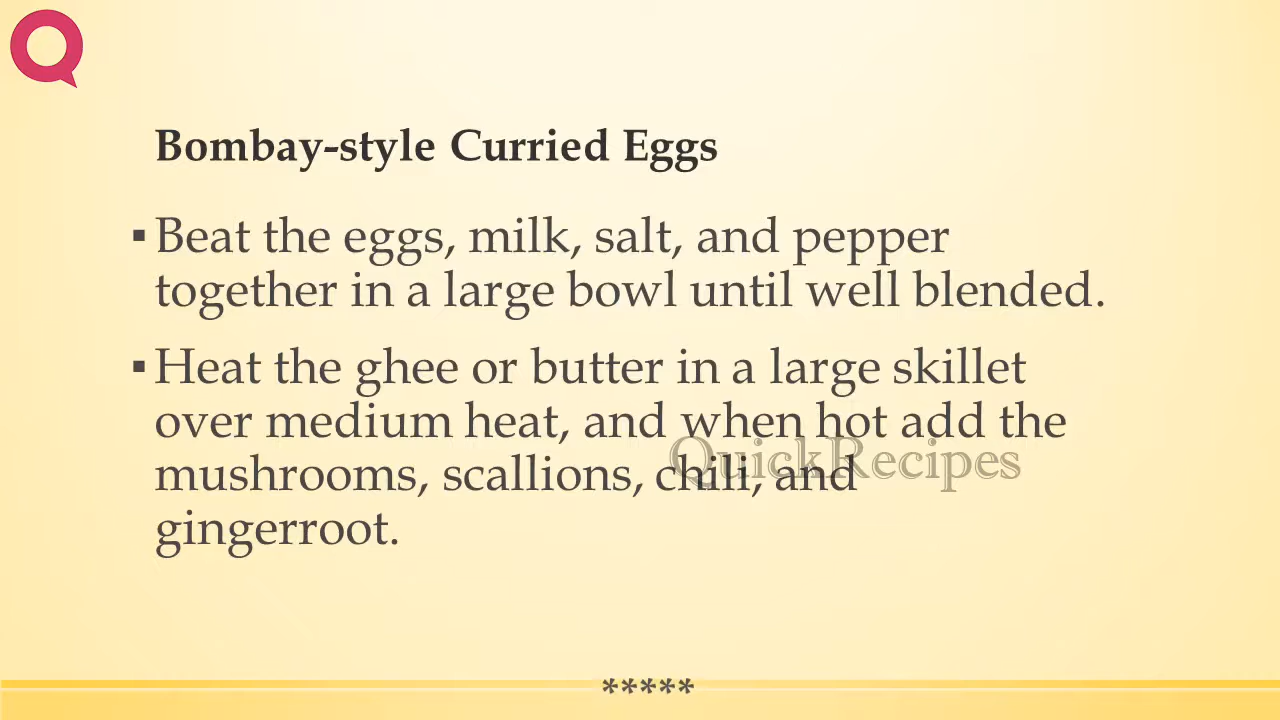 Bombay-style Curried Eggs
▪ Beat the eggs, milk, salt, and pepper
together in a large bowl until well blended.
▪ Heat the ghee or butter in a large skillet
over medium heat, and when hot add the
mushrooms, scallions, chili, and
gingerroot.
QuickRecipes
*****